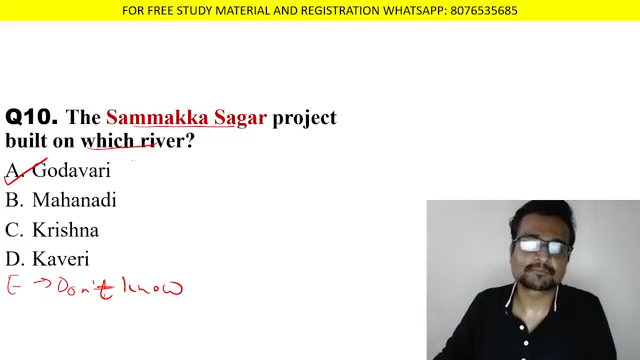 FOR FREE STUDY MATERIAL AND REGISTRATION WHATSAPP: 8076535685
Q10. The Sammakka Sagar project
built on which river?
A. Godavari
B. Mahanadi
C. Krishna
D. Kaveri
E → Don't know